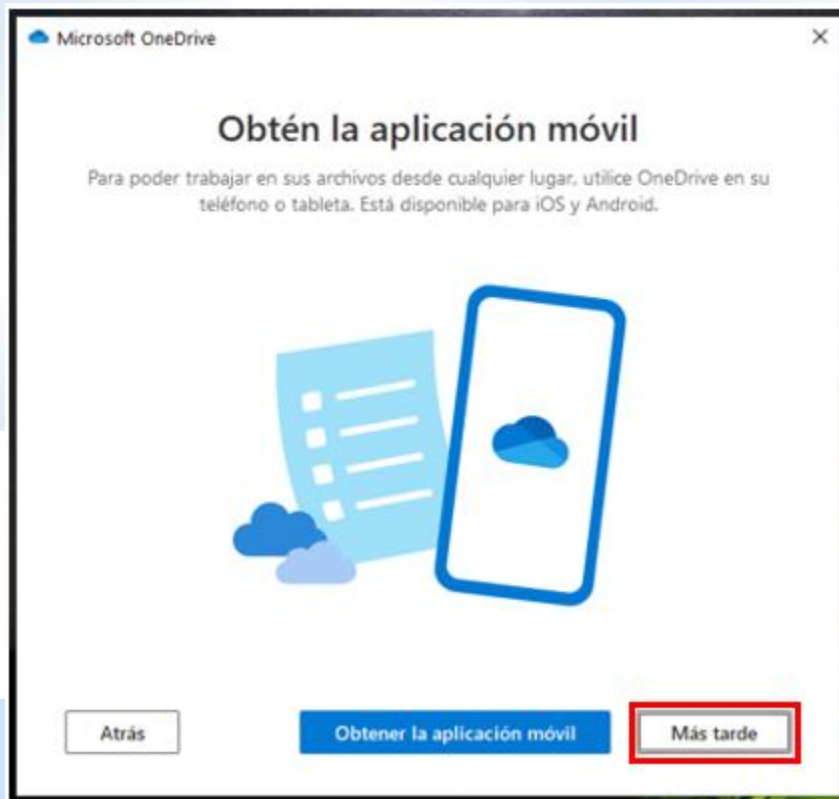 Microsoft OneDrive
Obtén la aplicación móvil
Para poder trabajar en sus archivos desde cualquier lugar, utilice OneDrive en su
teléfono o tableta. Está disponible para iOS y Android.
Atrás
Obtener la aplicación móvil
Más tarde